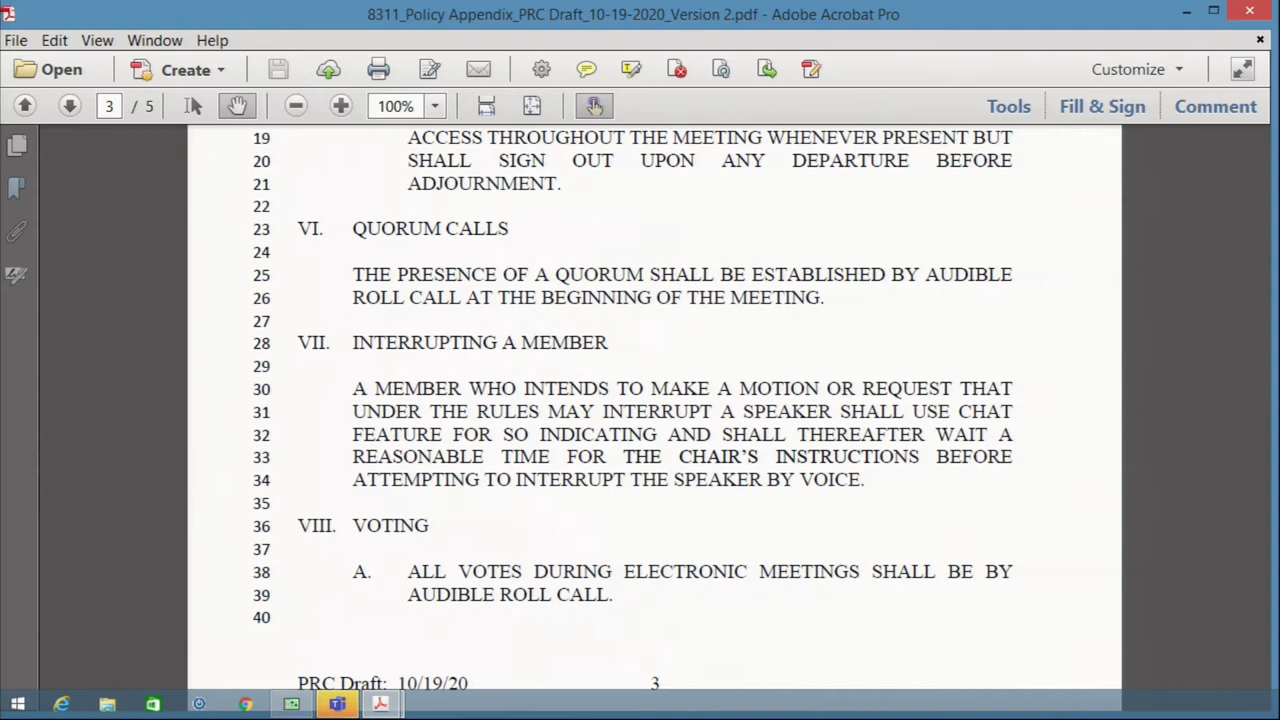 8311_Policy Appendix_PRC Draft_10-19-2020_Version 2.pdf - Adobe Acrobat Pro
File Edit View Window Help
Open Create Customize
3 / 5 100% Tools Fill & Sign Comment
19 ACCESS THROUGHOUT THE MEETING WHENEVER PRESENT BUT
20 SHALL SIGN OUT UPON ANY DEPARTURE BEFORE
21 ADJOURNMENT.
22
23 VI. QUORUM CALLS
24
25 THE PRESENCE OF A QUORUM SHALL BE ESTABLISHED BY AUDIBLE
26 ROLL CALL AT THE BEGINNING OF THE MEETING.
27
28 VII. INTERRUPTING A MEMBER
29
30 A MEMBER WHO INTENDS TO MAKE A MOTION OR REQUEST THAT
31 UNDER THE RULES MAY INTERRUPT A SPEAKER SHALL USE CHAT
32 FEATURE FOR SO INDICATING AND SHALL THEREAFTER WAIT A
33 REASONABLE TIME FOR THE CHAIR'S INSTRUCTIONS BEFORE
34 ATTEMPTING TO INTERRUPT THE SPEAKER BY VOICE.
35
36 VIII. VOTING
37
38 A. ALL VOTES DURING ELECTRONIC MEETINGS SHALL BE BY
39 AUDIBLE ROLL CALL.
40
PRC Draft: 10/19/20 3